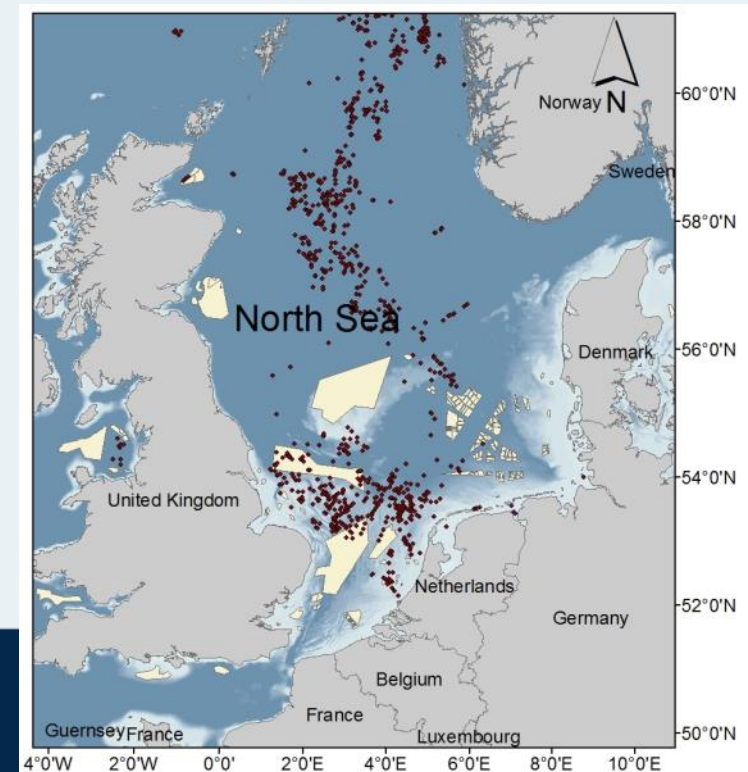 60°0'N
Norway N
Sweden
58°0'N
North Sea
56°0'N
Denmark
54°0'N
United Kingdom
Netherlands
52°0'N
Germany
Belgium
France
Guernsey France
Luxembourg
50°0'N
4°0'W 2°0'W 0°0' 2°0'E 4°0'E 6°0'E 8°0'E 10°0'E